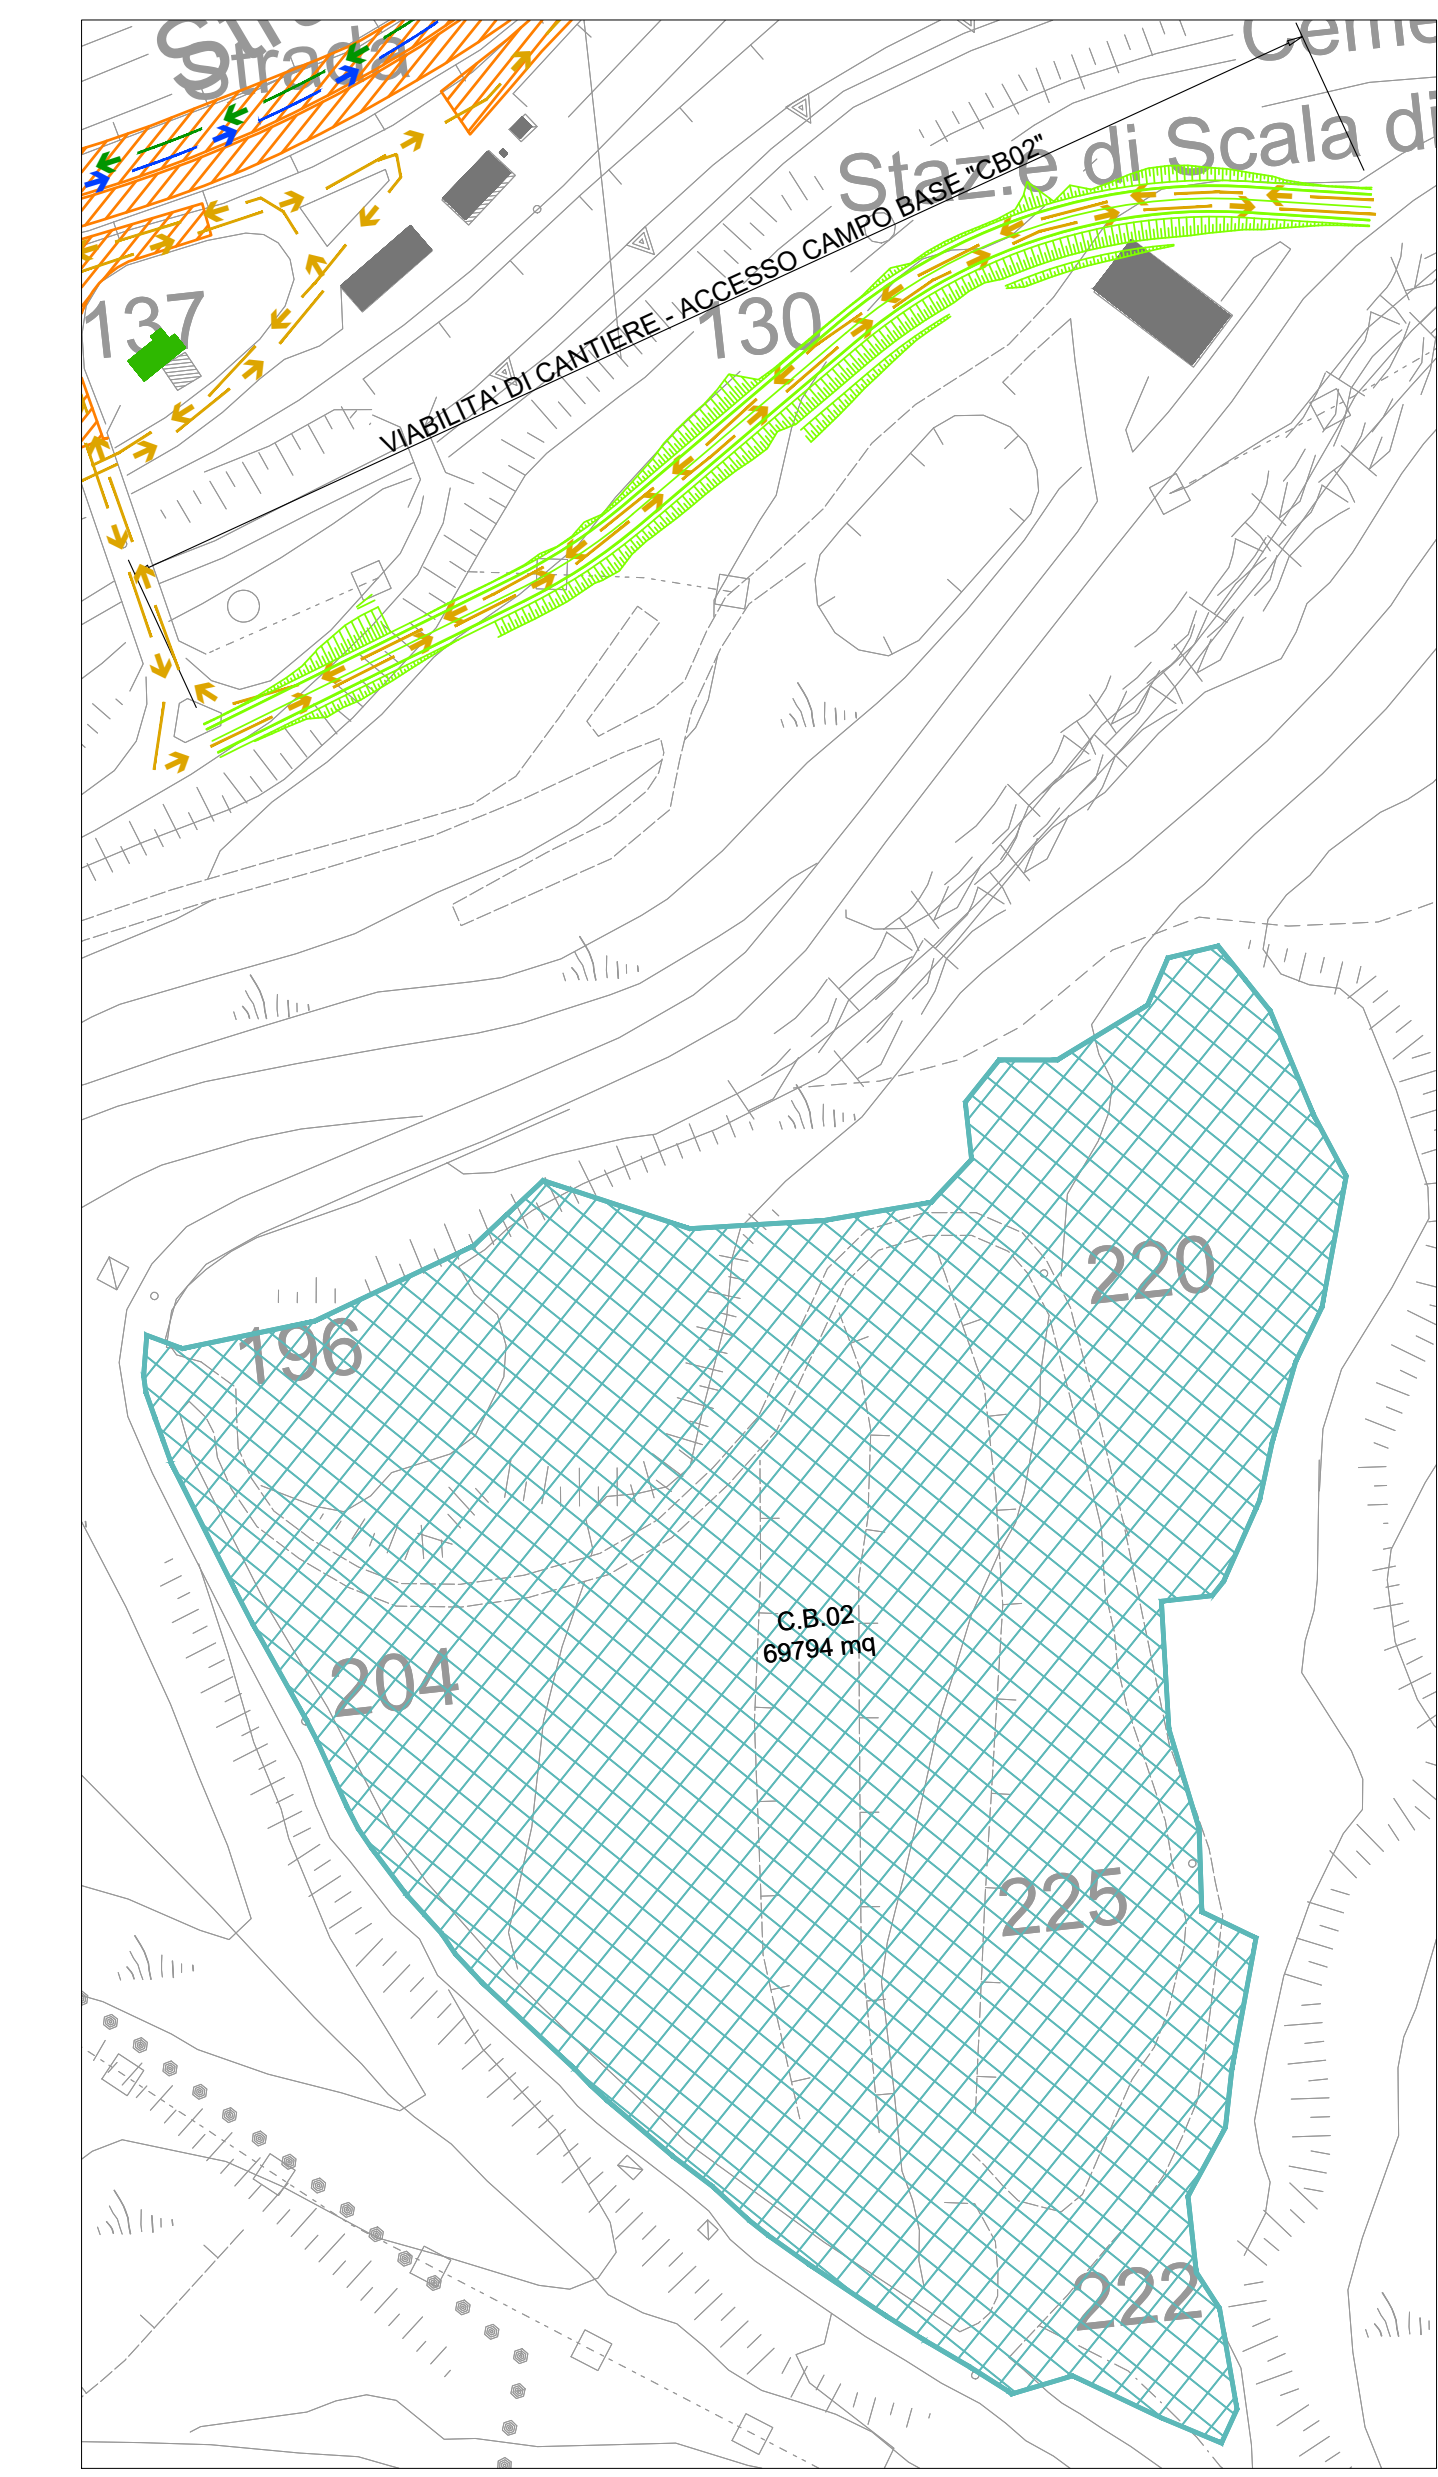 Strada
Staz.e di Scala di
VIABILITA' DI CANTIERE - ACCESSO CAMPO BASE "CB02"
137
130
220
196
C.B.02
69794 mq
204
225
222